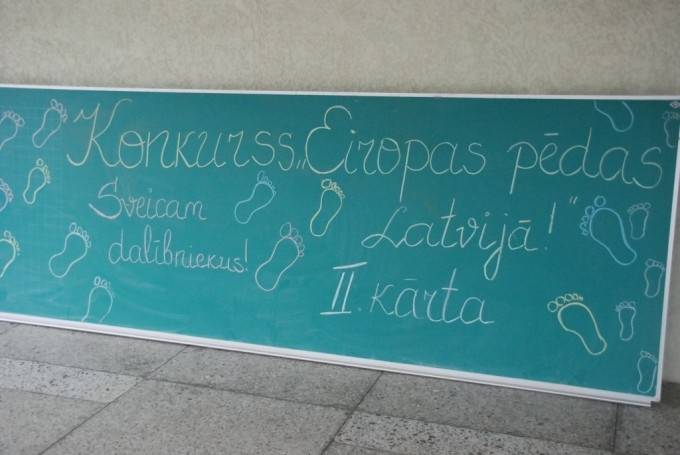 Konkurss „Eiropas pēdas
Latvijā!"
II. kārta
Sveicam
dalībniekus!